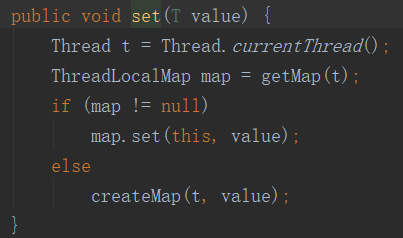 public void set(T value) {
    Thread t = Thread.currentThread();
    ThreadLocalMap map = getMap(t);
    if (map != null)
        map.set(this, value);
    else
        createMap(t, value);
}